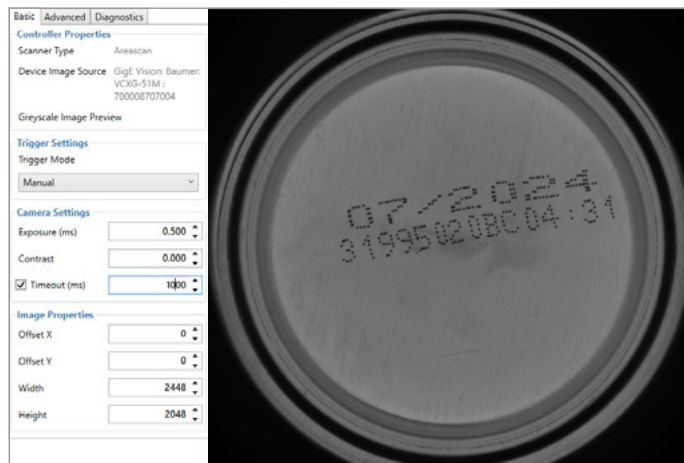 Basic Advanced Diagnostics
Controller Properties
Scanner Type Areascan
Device Image Source GigE Vision: Baumer:
VCXG-51M :
700008707004
Greyscale Image Preview
Trigger Settings
Trigger Mode
Manual
Camera Settings
Exposure (ms) 0.500
Contrast 0.000
Timeout (ms) 1000
Image Properties
Offset X 0
Offset Y 0
Width 2448
Height 2048
07/2024
3199502OBC04:31